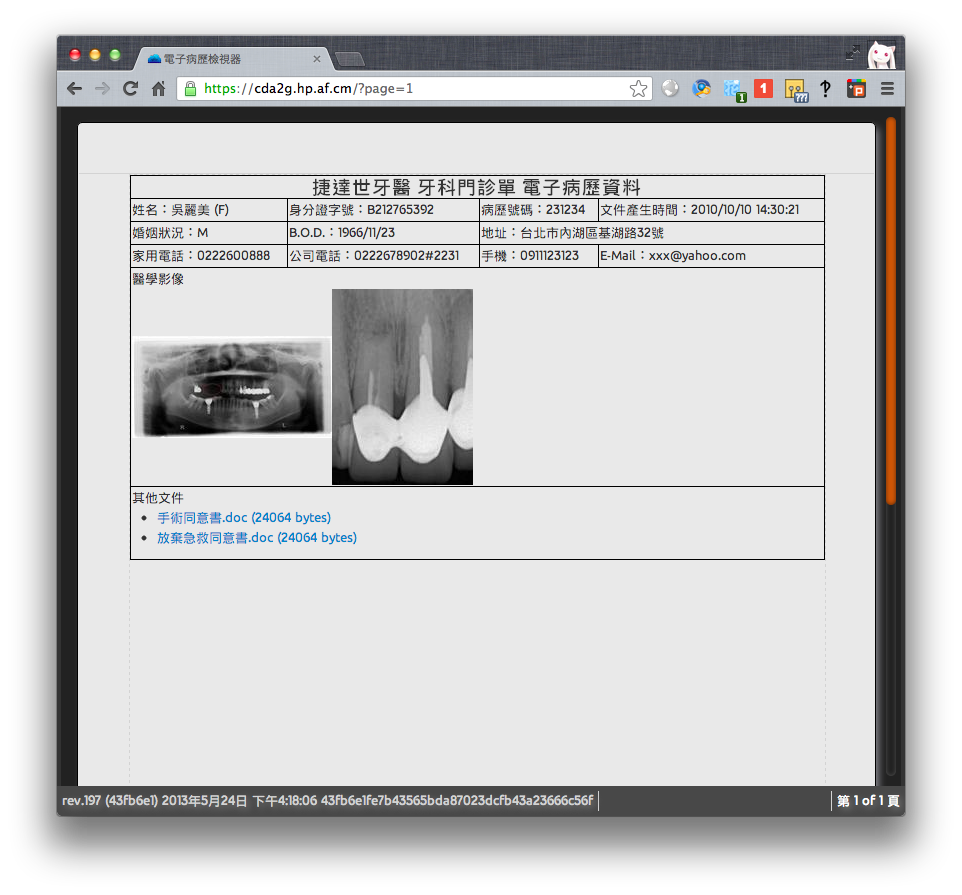 電子病歷檢視器
https://cda2g.hp.af.cm/?page=1
1
1
m
?
P
捷達世牙醫 牙科門診單 電子病歷資料
姓名：吳麗美 (F) 身分證字號：B212765392 病歷號碼：231234 文件產生時間：2010/10/10 14:30:21
婚姻狀況：M B.O.D.：1966/11/23 地址：台北市內湖區基湖路32號
家用電話：0222600888 公司電話：0222678902#2231 手機：0911123123 E-Mail：xxx@yahoo.com
醫學影像
R L
其他文件
手術同意書.doc (24064 bytes)
放棄急救同意書.doc (24064 bytes)
rev.197 (43fb6e1) 2013年5月24日 下午4:18:06 43fb6e1fe7b43565bda87023dcfb43a23666c56f 第 1 of 1 頁